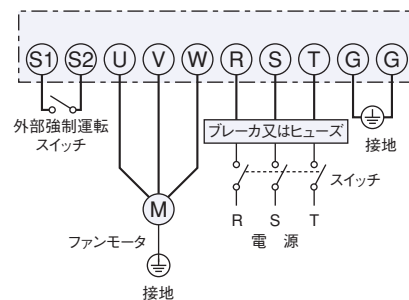 S1 S2 U V W R S T G G
外部強制運転
スイッチ
ブレーカ又はヒューズ
接地
スイッチ
M
R S T
電 源
ファンモータ
接地